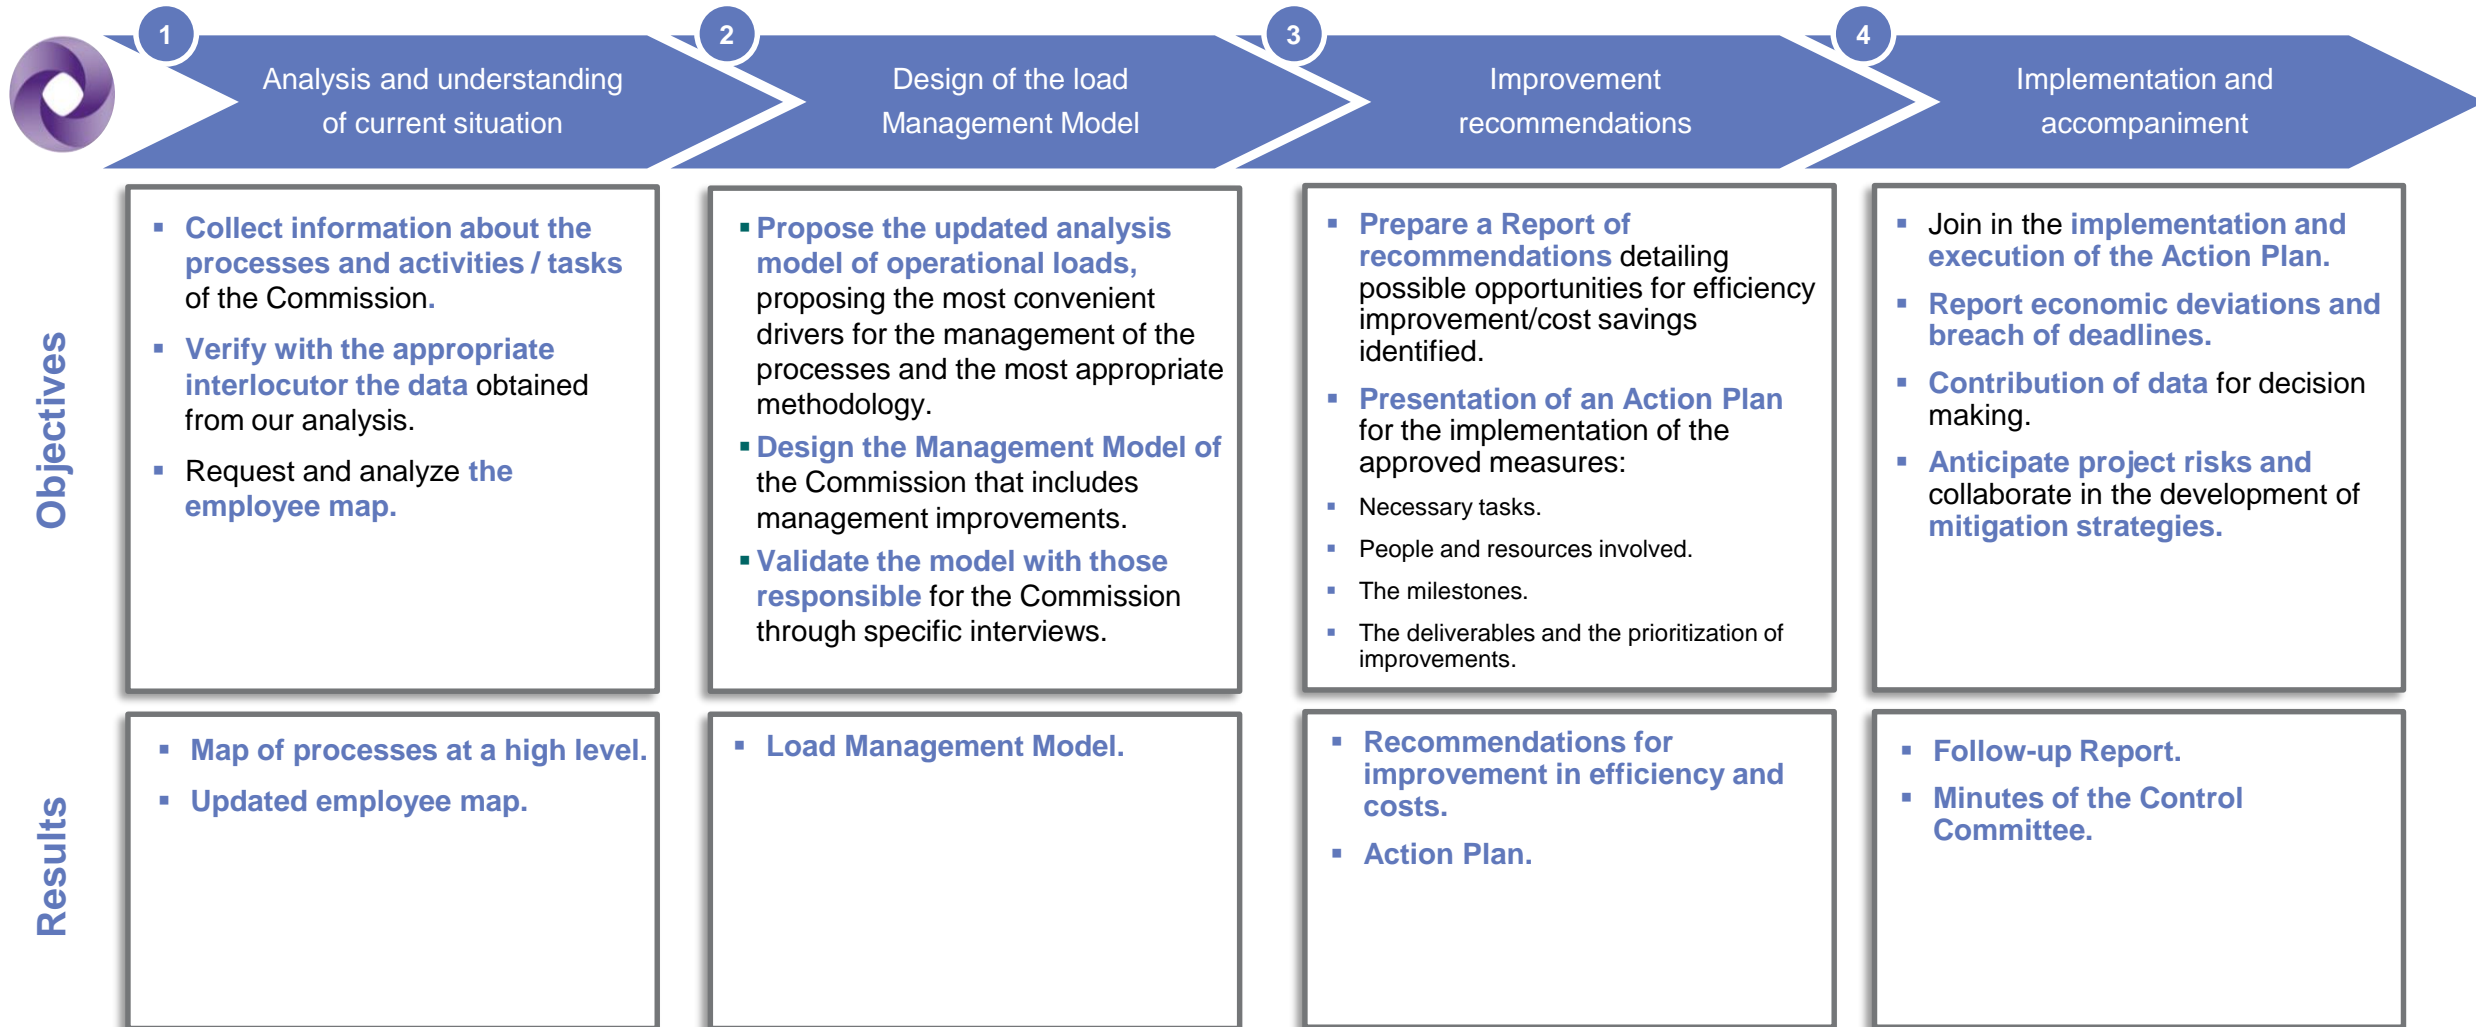 1
Analysis and understanding
of current situation
2
Design of the load
Management Model
3
Improvement
recommendations
4
Implementation and
accompaniment
Objectives
▪ Collect information about the
processes and activities / tasks
of the Commission.
▪ Verify with the appropriate
interlocutor the data obtained
from our analysis.
▪ Request and analyze the
employee map.
▪ Propose the updated analysis
model of operational loads,
proposing the most convenient
drivers for the management of the
processes and the most appropriate
methodology.
▪ Design the Management Model of
the Commission that includes
management improvements.
▪ Validate the model with those
responsible for the Commission
through specific interviews.
▪ Prepare a Report of
recommendations detailing
possible opportunities for efficiency
improvement/cost savings
identified.
▪ Presentation of an Action Plan
for the implementation of the
approved measures:
▪ Necessary tasks.
▪ People and resources involved.
▪ The milestones.
▪ The deliverables and the prioritization of
improvements.
▪ Join in the implementation and
execution of the Action Plan.
▪ Report economic deviations and
breach of deadlines.
▪ Contribution of data for decision
making.
▪ Anticipate project risks and
collaborate in the development of
mitigation strategies.
Results
▪ Map of processes at a high level.
▪ Updated employee map.
▪ Load Management Model.
▪ Recommendations for
improvement in efficiency and
costs.
▪ Action Plan.
▪ Follow-up Report.
▪ Minutes of the Control
Committee.